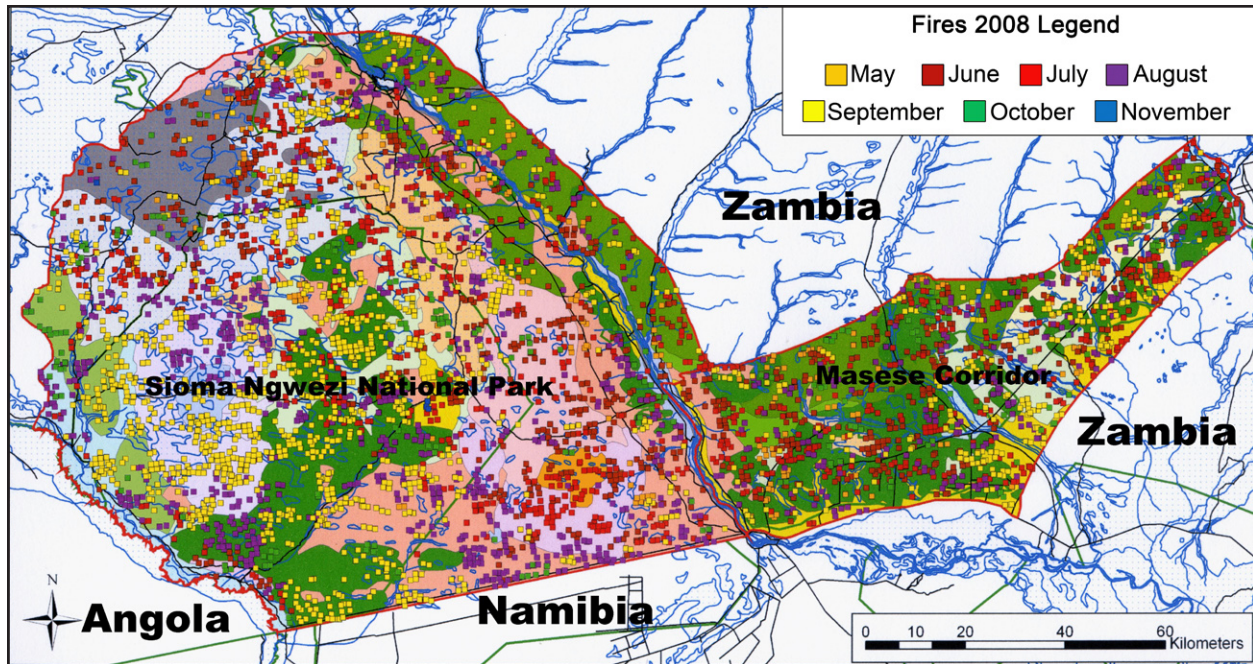 Fires 2008 Legend
May June July August
September October November
Zambia
Sioma Ngwezi National Park
Masese Corridor
Zambia
N
Angola
Namibia
0 10 20 40 60
Kilometers